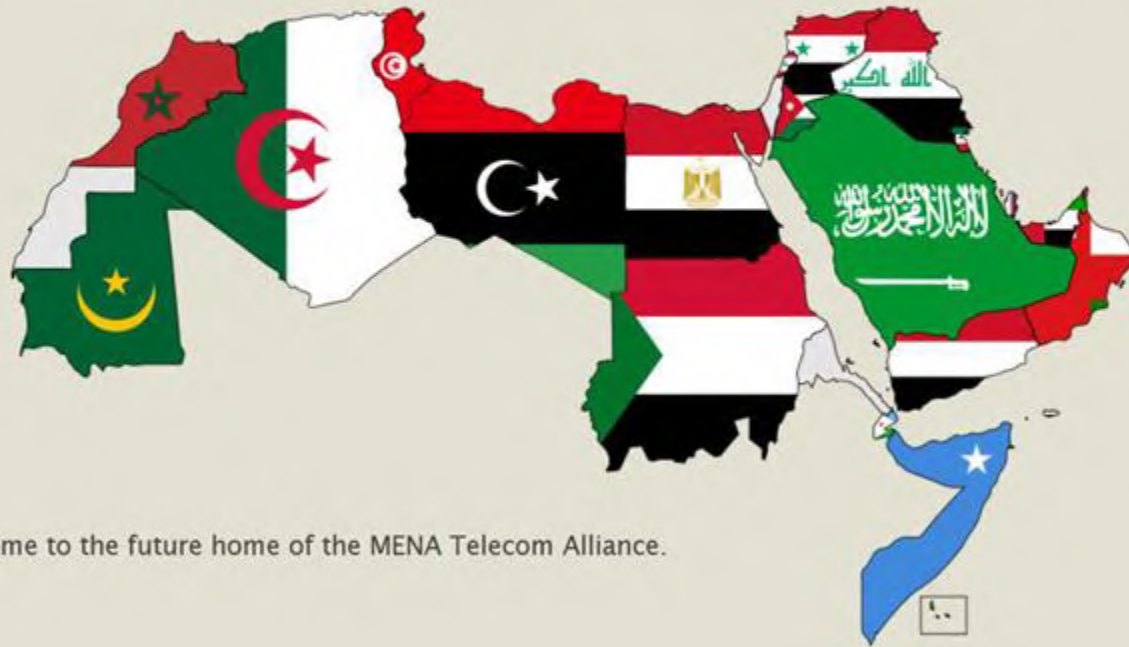 الله اكبر
لا إله إلا الله محمد رسول الله
me to the future home of the MENA Telecom Alliance.